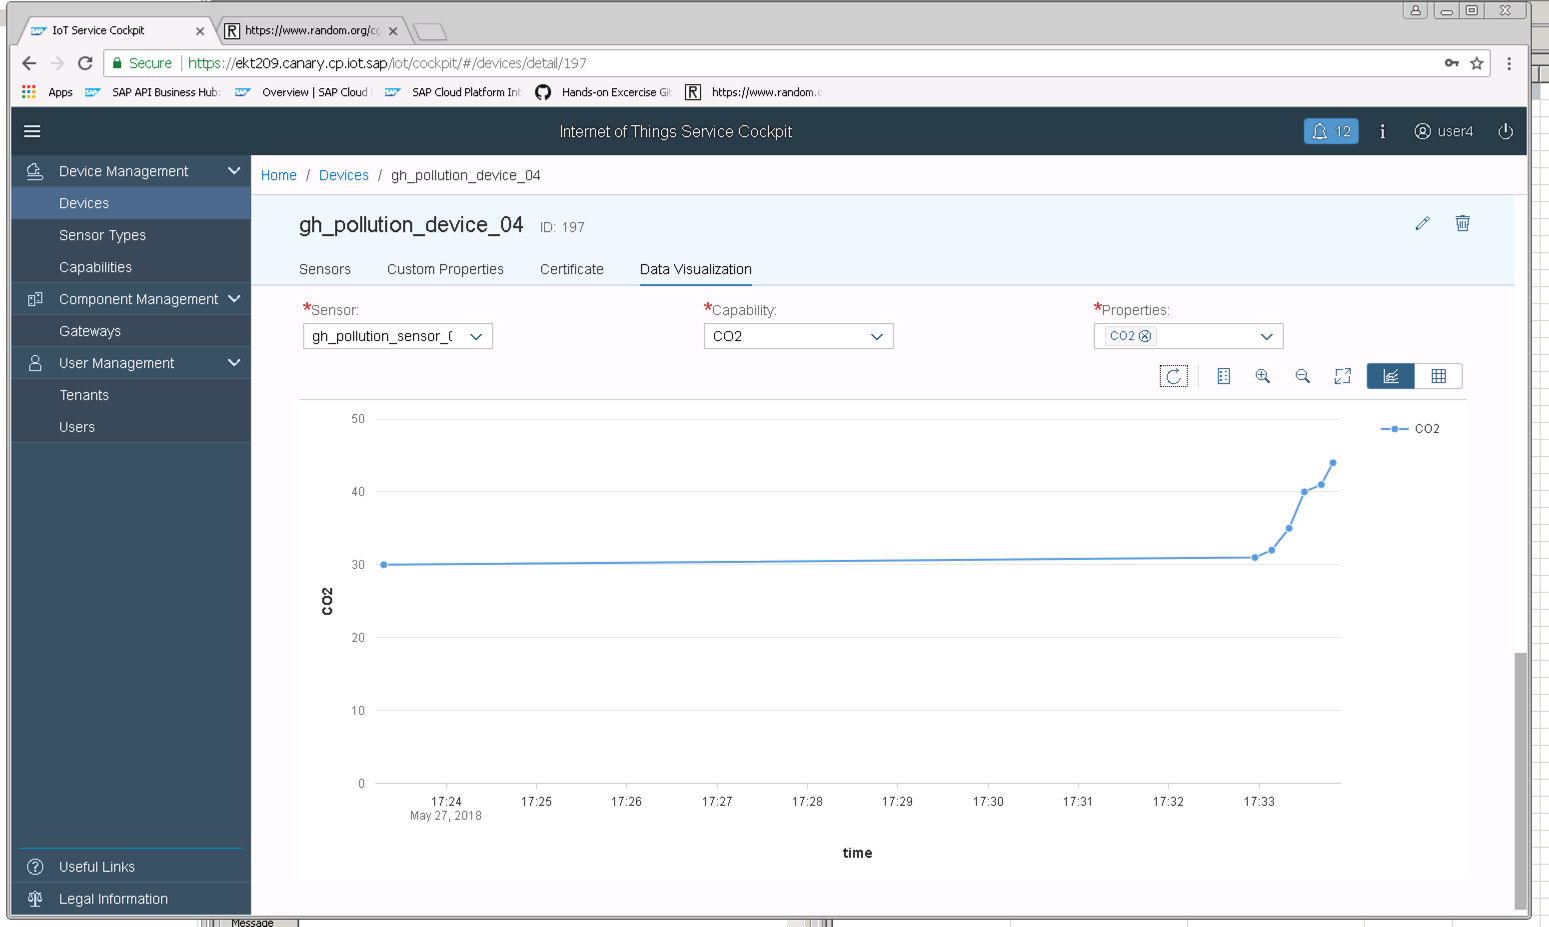 IoT Service Cockpit
https://www.random.org/cg
Secure https://ekt209.canary.cp.iot.sap/iot/cockpit/#/devices/detail/197
Apps SAP API Business Hub: Overview | SAP Cloud SAP Cloud Platform Int Hands-on Excercise Git R https://www.random.
Internet of Things Service Cockpit
12 i user4
Device Management
Devices
Sensor Types
Capabilities
Component Management
Gateways
User Management
Tenants
Users
Useful Links
Legal Information
Home / Devices / gh_pollution_device_04
gh_pollution_device_04 ID: 197
Sensors Custom Properties Certificate Data Visualization
*Sensor: *Capability: *Properties:
gh_pollution_sensor_0 CO2 CO2
CO2
50
40
30
20
10
0
CO2
17:24 17:25 17:26 17:27 17:28 17:29 17:30 17:31 17:32 17:33
May 27, 2018
time
Message